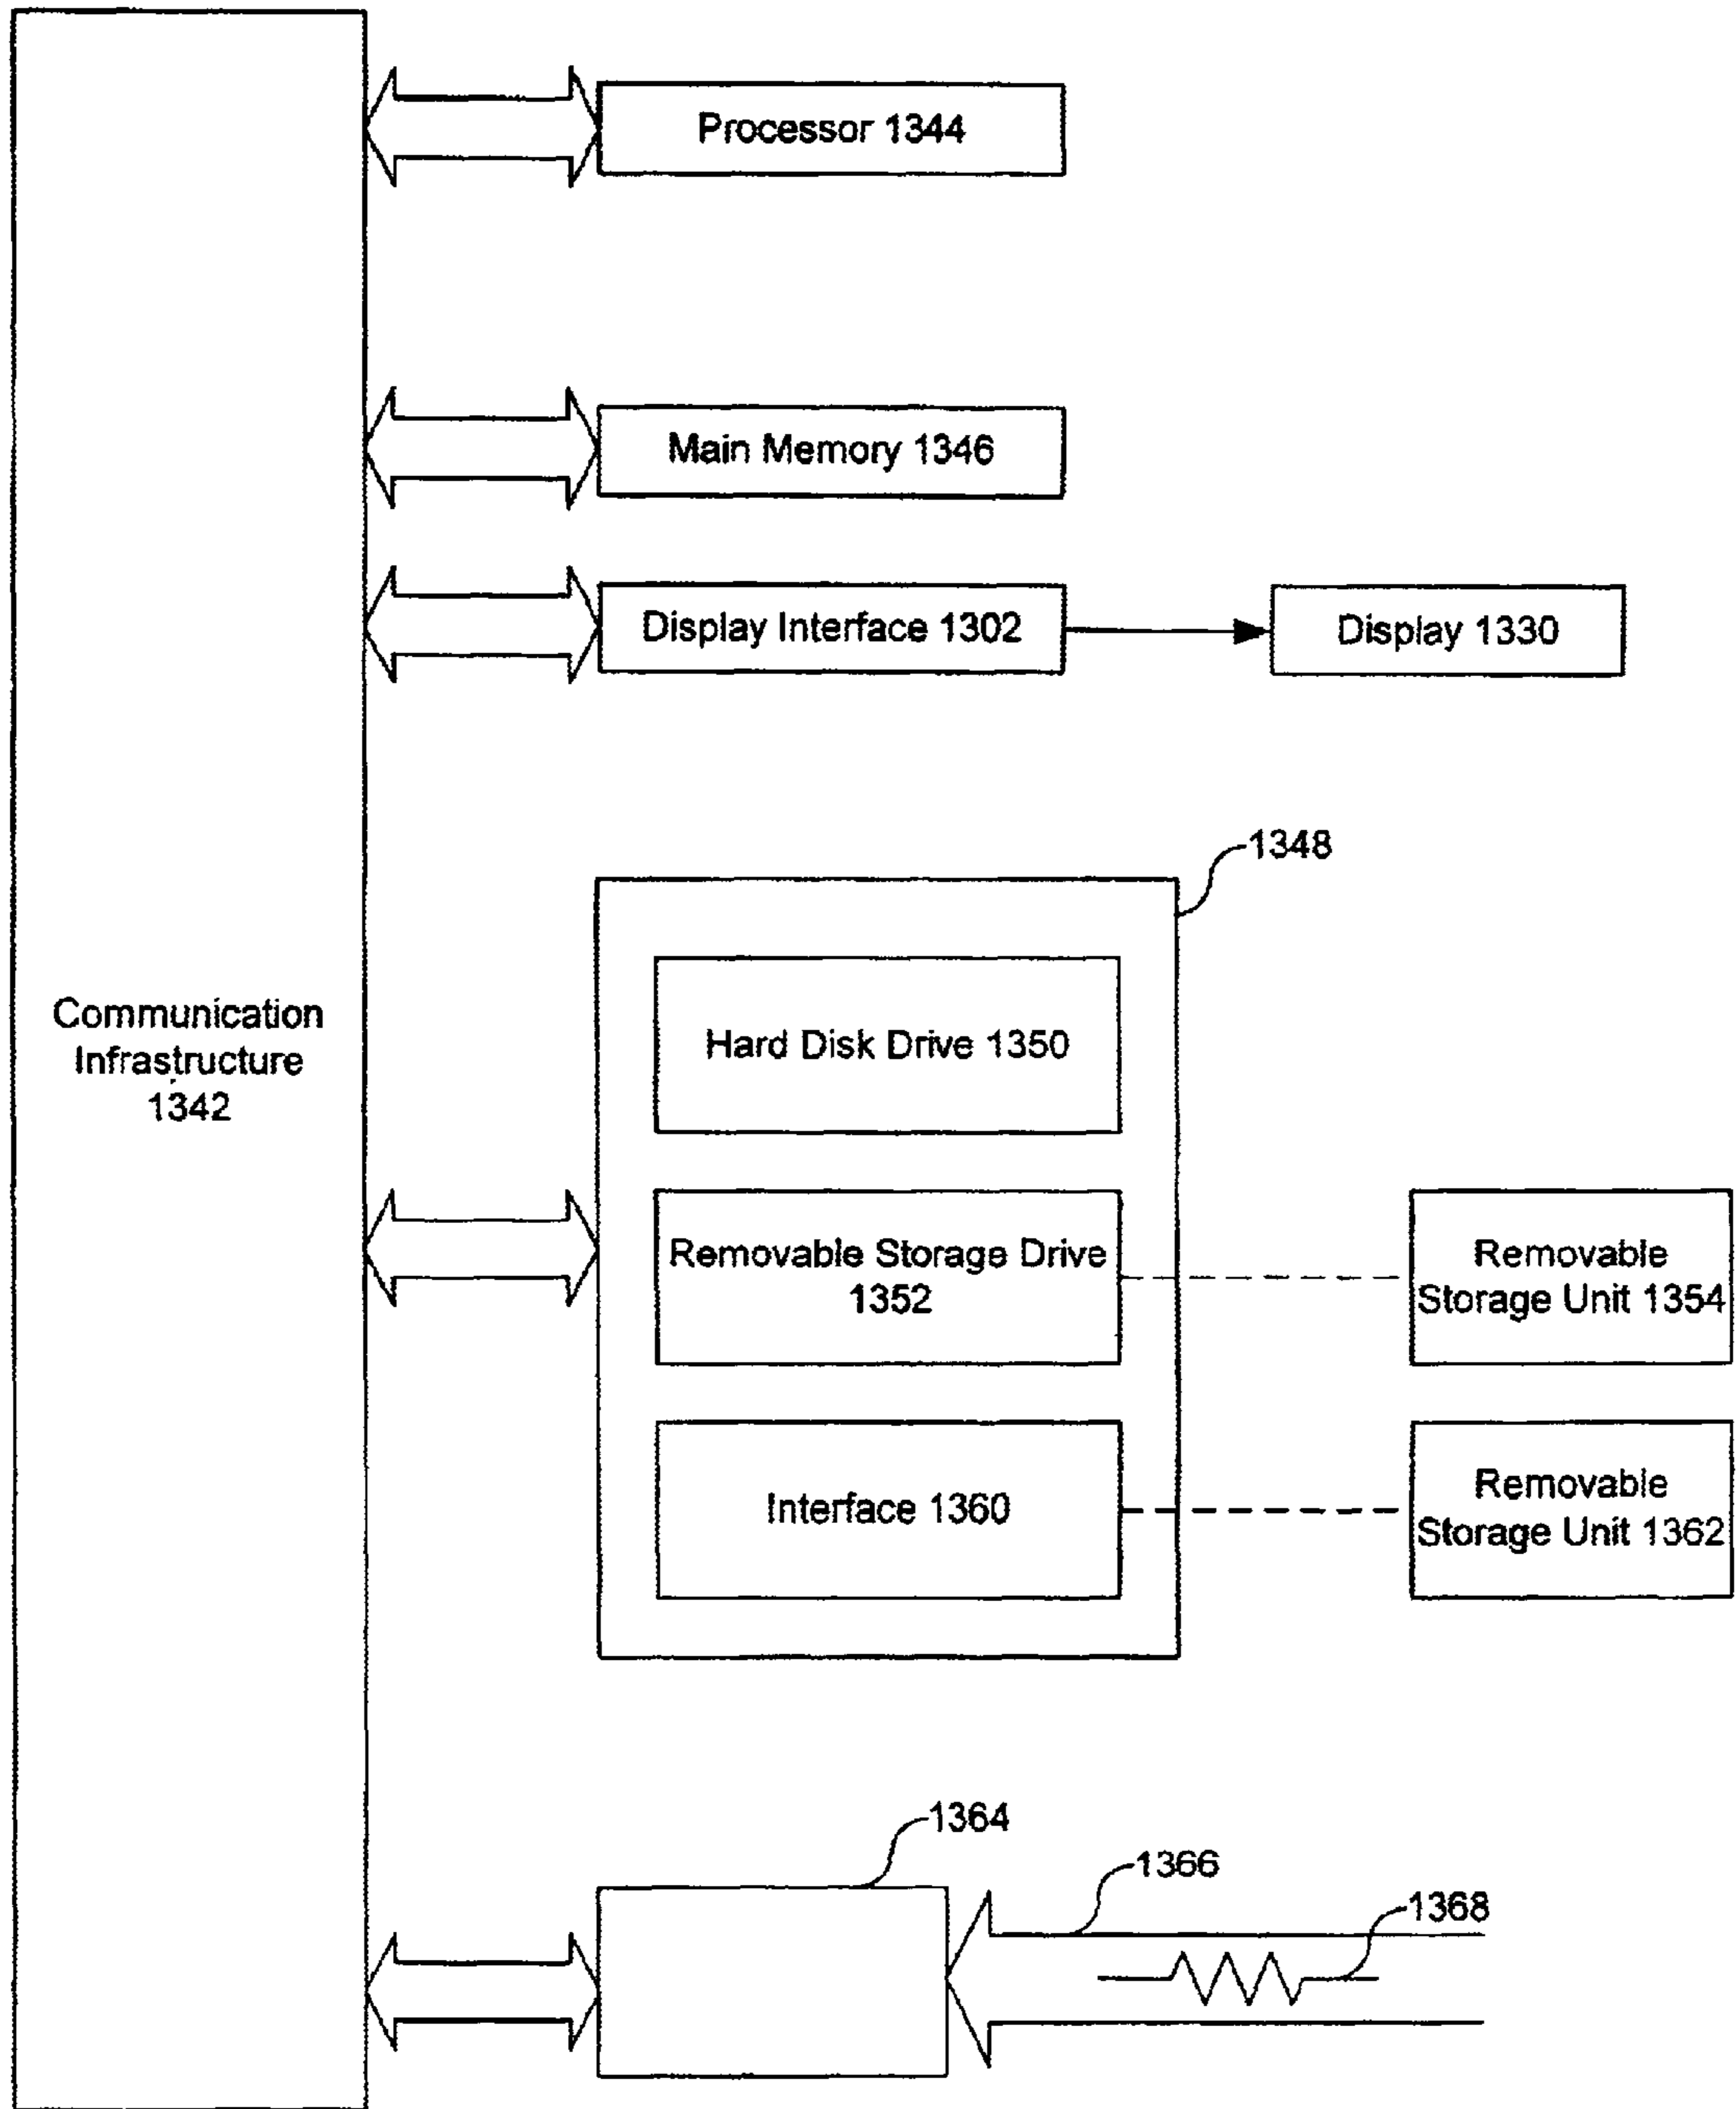 Processor 1344
Main Memory 1346
Display Interface 1302
Display 1330
1348
Communication
Infrastructure
1342
Hard Disk Drive 1350
Removable Storage Drive
1352
Removable
Storage Unit 1354
Interface 1360
Removable
Storage Unit 1362
1364
1366
1368